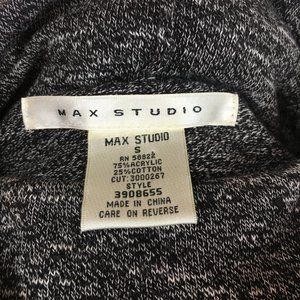 MAX STUDIO
MAX STUDIO
S
RN 58822
75%ACRYLIC
25%COTTON
CUT: 3000267
STYLE
3908655
MADE IN CHINA
CARE ON REVERSE